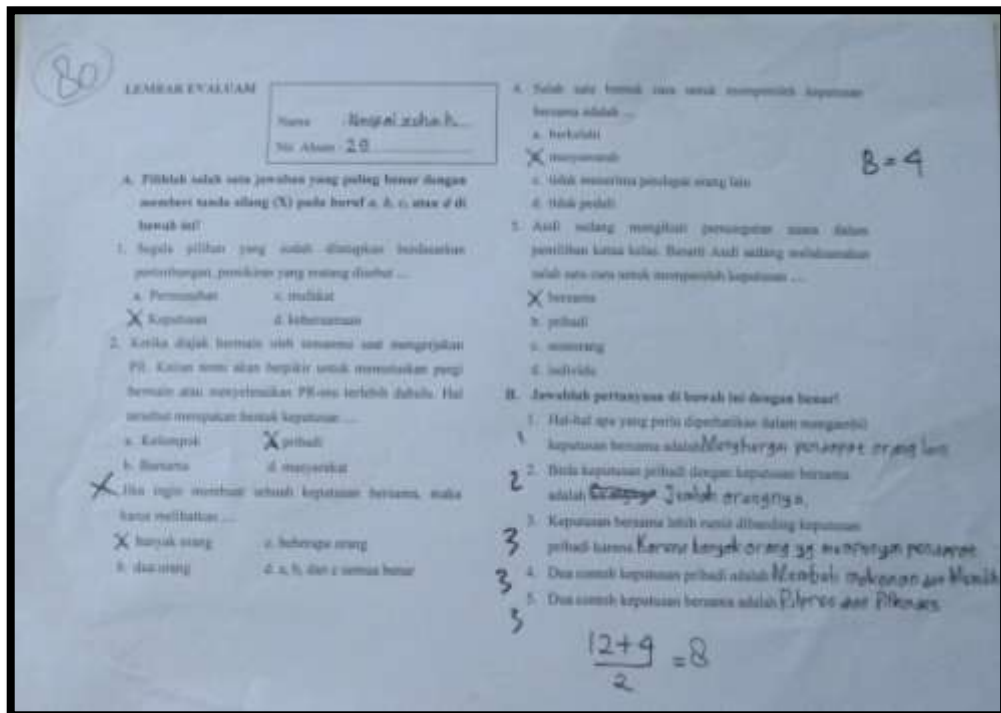 80
LEMBAR EVALUASI
Nama
No Absen 20
A. Pilihlah salah satu jawaban yang paling benar dengan
memberi tanda silang (X) pada huruf a, b, c, atau d di
bawah ini!
1. Segala pilihan yang sudah ditetapkan berdasarkan
pertimbangan, pemikiran yang matang disebut ....
a. Permusuhan c. mufakat
X Keputusan d. kebersamaan
2. Ketika diajak bermain oleh temanmu saat mengerjakan
PR. Kalian tentu akan berpikir untuk memutuskan pergi
bermain atau menyelesaikan PR-mu terlebih dahulu. Hal
tersebut merupakan bentuk keputusan ....
a. Kelompok X pribadi
b. Bersama d. masyarakat
X Jika ingin membuat sebuah keputusan bersama, maka
harus melibatkan ....
X banyak orang c. beberapa orang
b. dua orang d. a, b, dan c semua benar
4. Salah satu bentuk cara untuk memperoleh keputusan
bersama adalah ....
a. berkelahi
X musyawarah
c. tidak menerima pendapat orang lain
d. tidak peduli
B = 4
5. Andi sedang mengikuti pemungutan suara dalam
pemilihan ketua kelas. Berarti Andi sedang melaksanakan
salah satu cara untuk memperoleh keputusan ....
X bersama
b. pribadi
c. seseorang
d. individu
B. Jawablah pertanyaan di bawah ini dengan benar!
1. Hal-hal apa yang perlu diperhatikan dalam mengambil
1 keputusan bersama adalah Menghargai orang lain
2 2. Beda keputusan pribadi dengan keputusan bersama
adalah Jumlah orangnya.
3. Keputusan bersama lebih rumit dibanding keputusan
3 pribadi karena Karena banyak orang yg
3 4. Dua contoh keputusan pribadi adalah Membeli makanan dan
3 5. Dua contoh keputusan bersama adalah Pilpres dan Pilkades
12+4
2 = 8